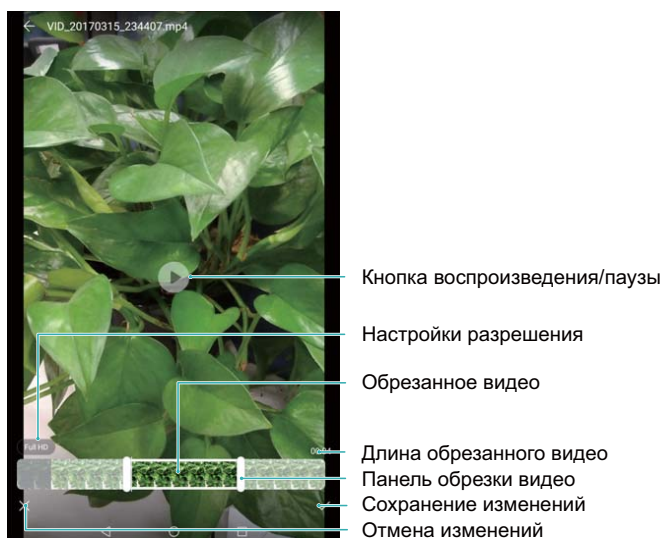 VID_20170315_234407.mp4
Кнопка воспроизведения/паузы
Настройки разрешения
Обрезанное видео
Full HD
Длина обрезанного видео
Панель обрезки видео
Сохранение изменений
Отмена изменений